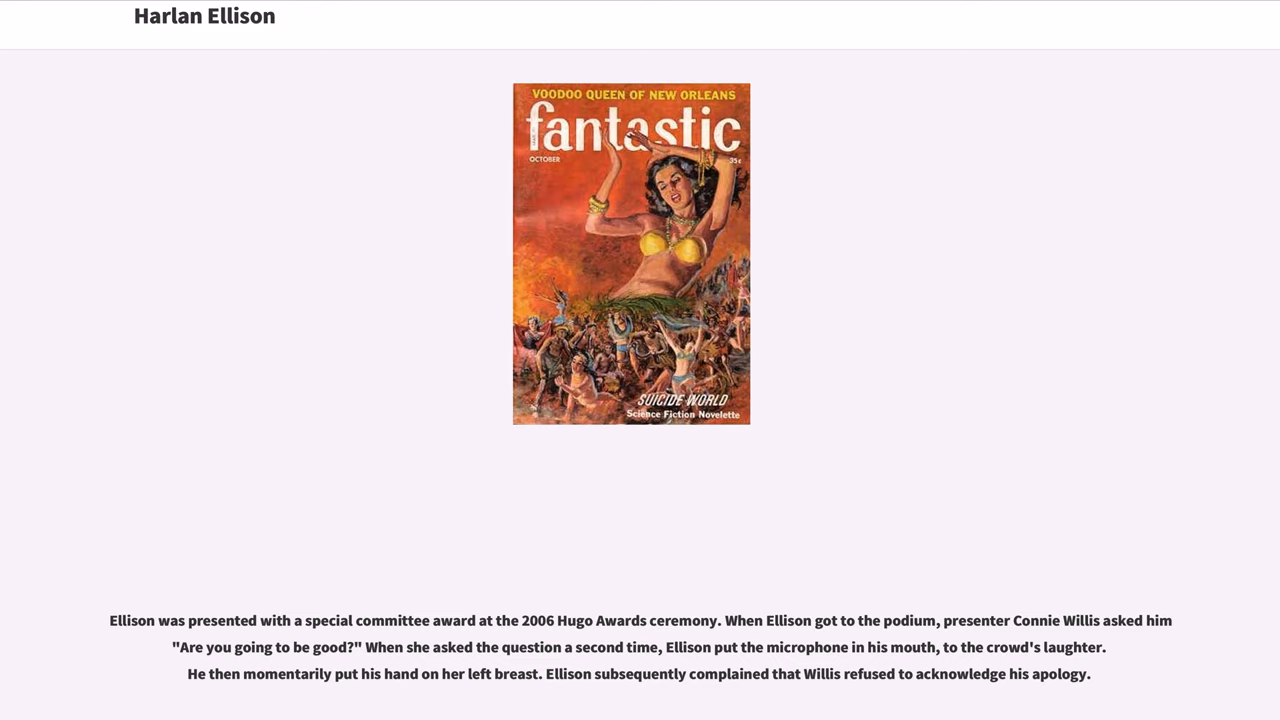 Harlan Ellison
VOODOO QUEEN OF NEW ORLEANS
fantastic
OCTOBER
35¢
SUICIDE WORLD
Science Fiction Novelette
Ellison was presented with a special committee award at the 2006 Hugo Awards ceremony. When Ellison got to the podium, presenter Connie Willis asked him
"Are you going to be good?" When she asked the question a second time, Ellison put the microphone in his mouth, to the crowd's laughter.
He then momentarily put his hand on her left breast. Ellison subsequently complained that Willis refused to acknowledge his apology.